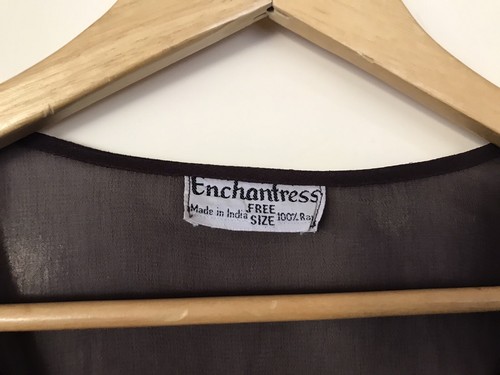 Enchantress
Made in India FREE SIZE 100% Ra